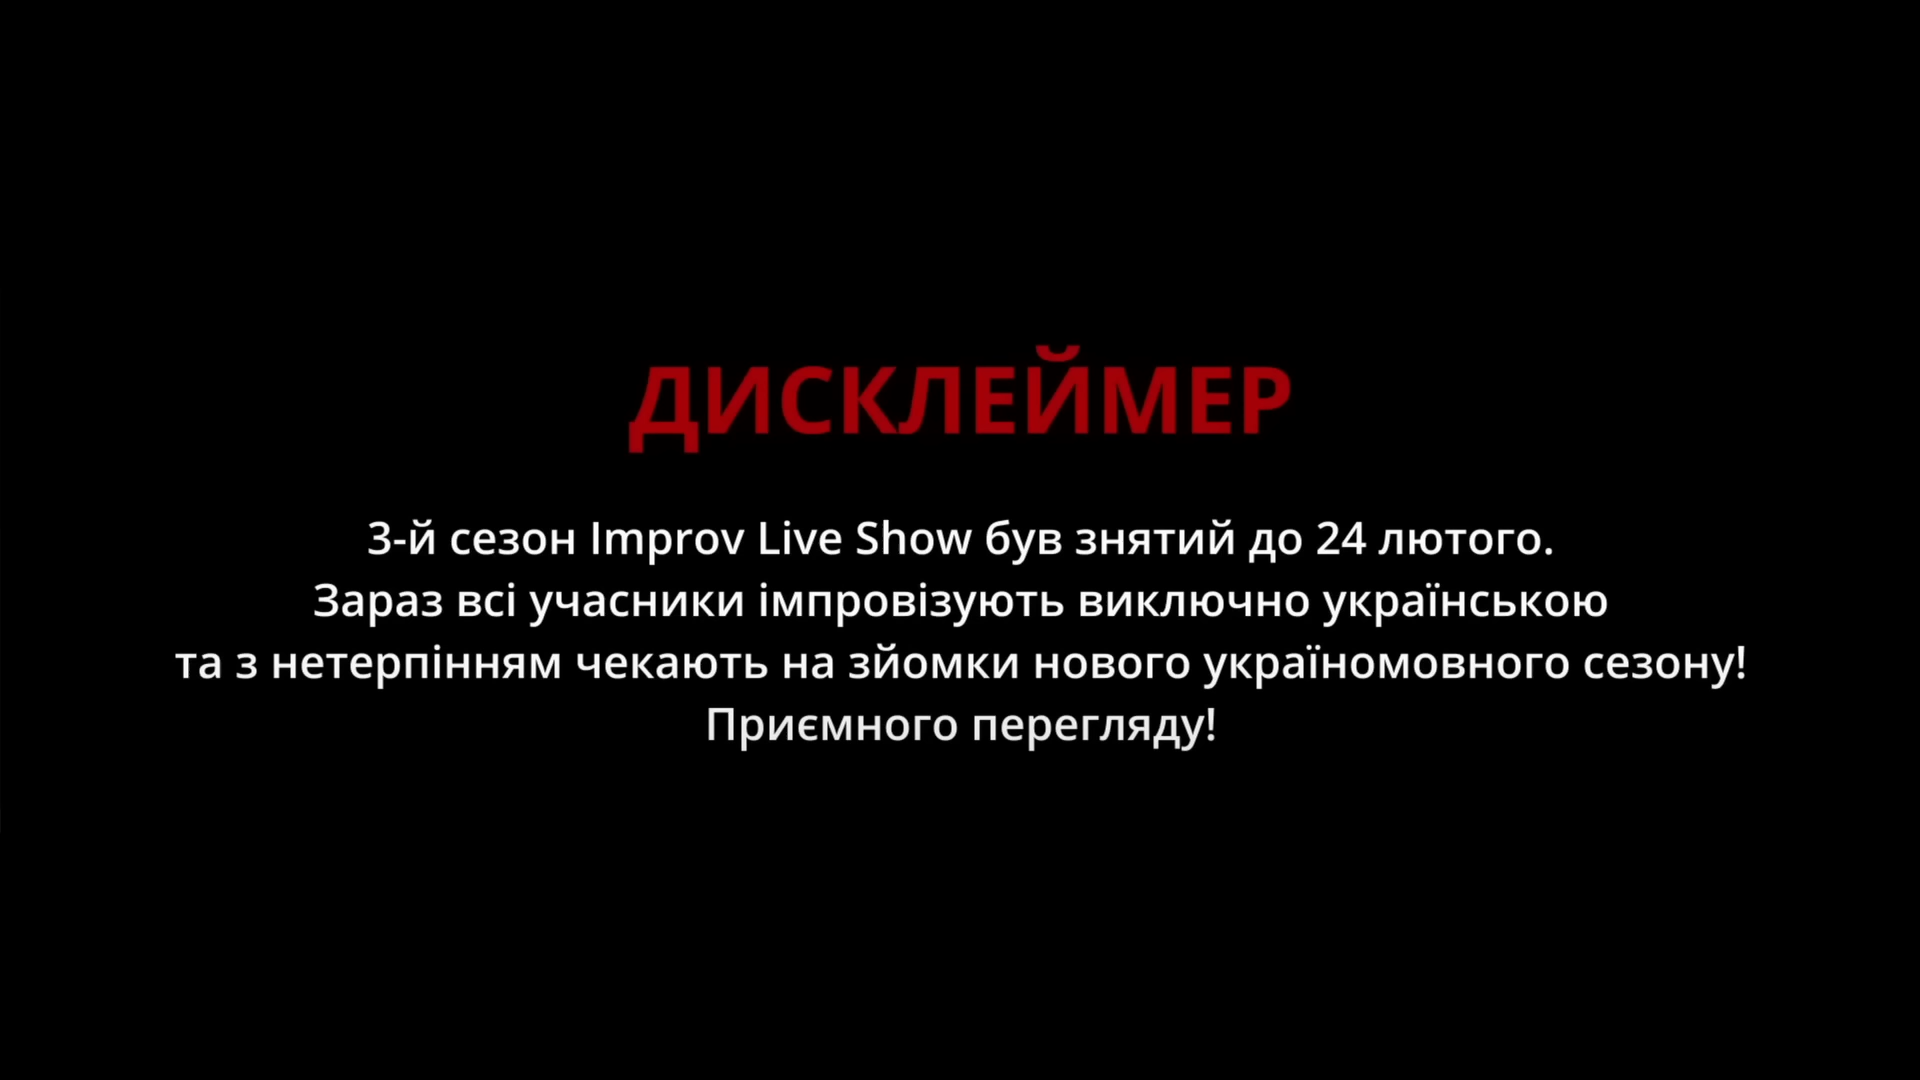 ДИСКЛЕЙМЕР
3-й сезон Improv Live Show був знятий до 24 лютого.
Зараз всі учасники імпровізують виключно українською
та з нетерпінням чекають на зйомки нового україномовного сезону!
Приємного перегляду!